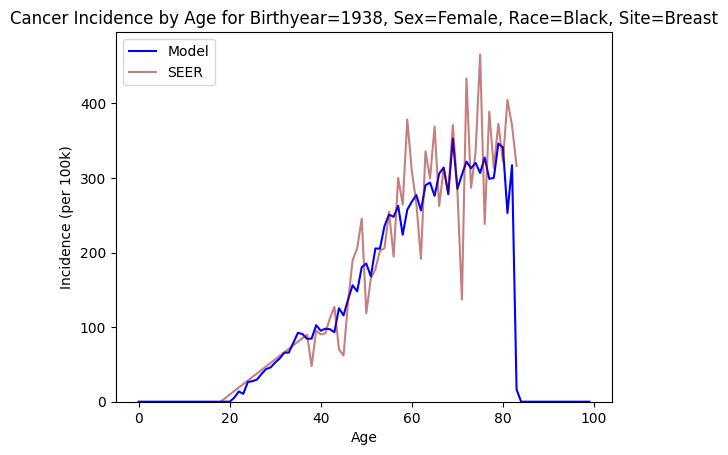 Cancer Incidence by Age for Birthyear=1938, Sex=Female, Race=Black, Site=Breast
Model
SEER
400
300
200
100
0
Incidence (per 100k)
0 20 40 60 80 100
Age